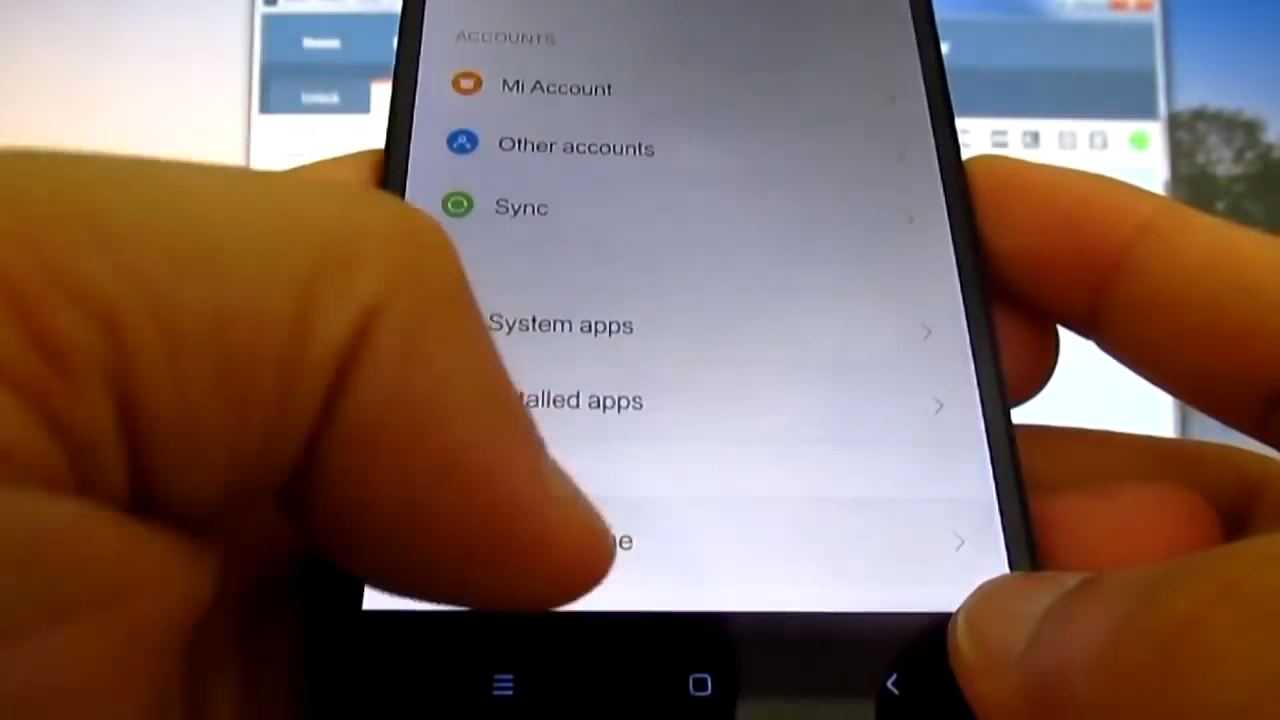 ACCOUNTS
Mi Account
Other accounts
Sync
System apps
talled apps
e